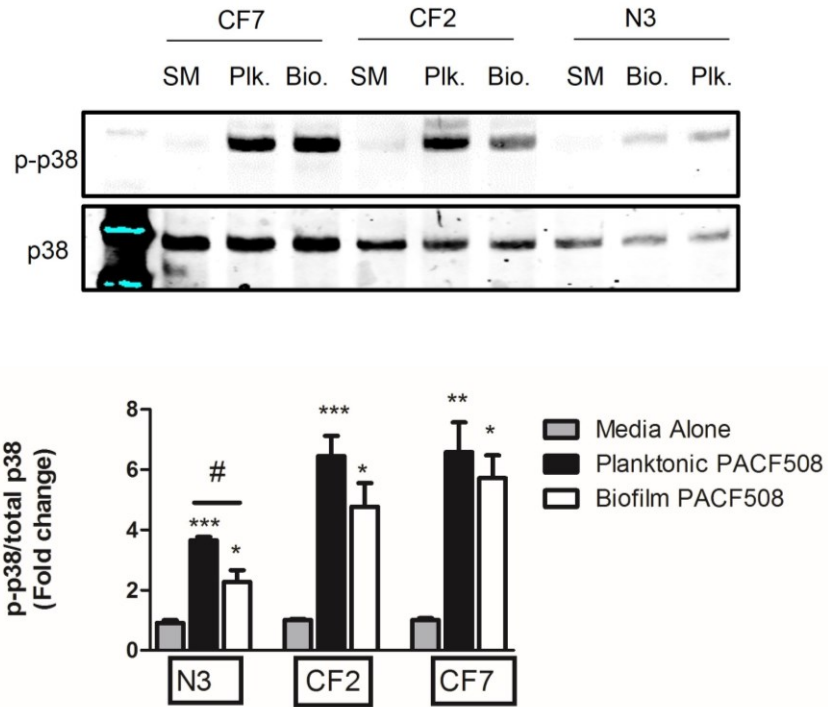 CF7 CF2 N3
SM Plk. Bio. SM Plk. Bio. SM Bio. Plk.
p-p38
p38
p-p38/total p38
(Fold change)
8
6
4
2
0
***
*
#
***
*
**
*
Media Alone
Planktonic PACF508
Biofilm PACF508
N3 CF2 CF7